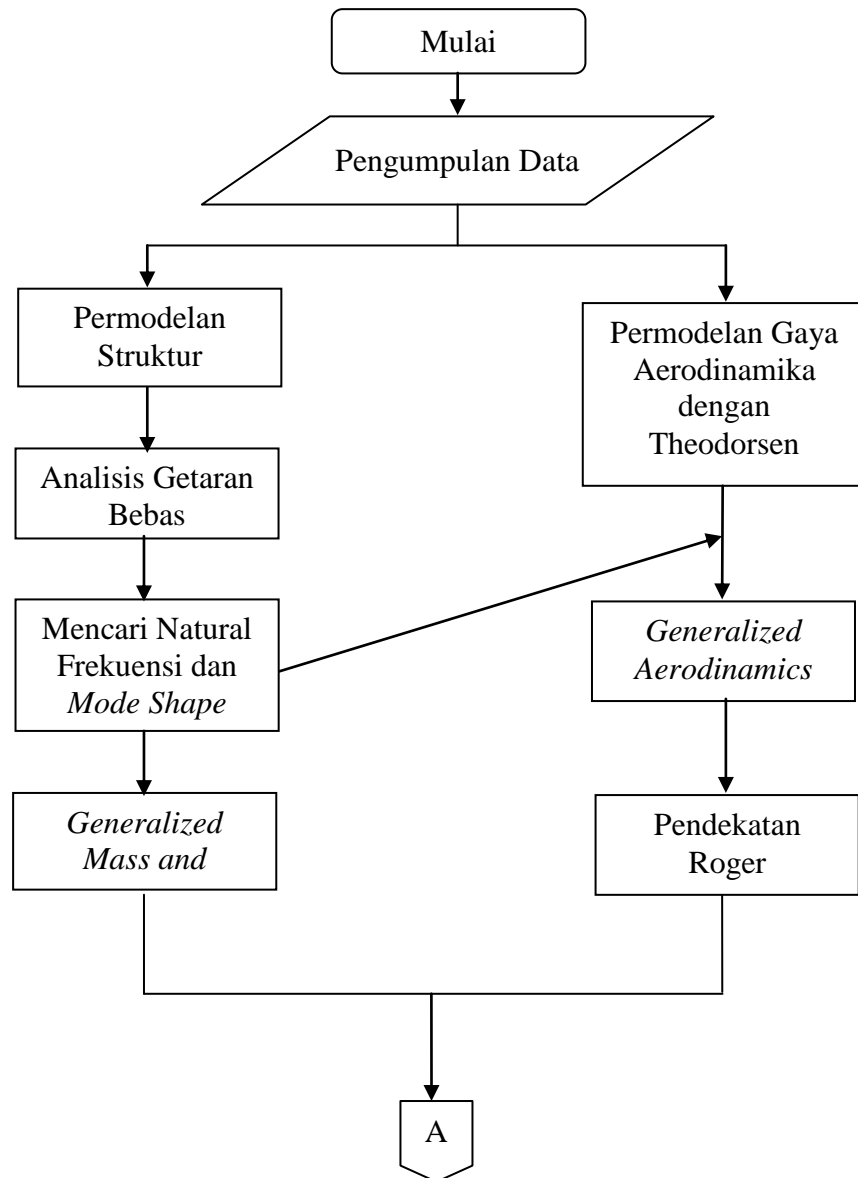 Mulai
Pengumpulan Data
Permodelan
Struktur
Analisis Getaran
Bebas
Mencari Natural
Frekuensi dan
Mode Shape
Generalized
Mass and
Permodelan Gaya
Aerodinamika
dengan
Theodorsen
Generalized
Aerodinamics
Pendekatan
Roger
A